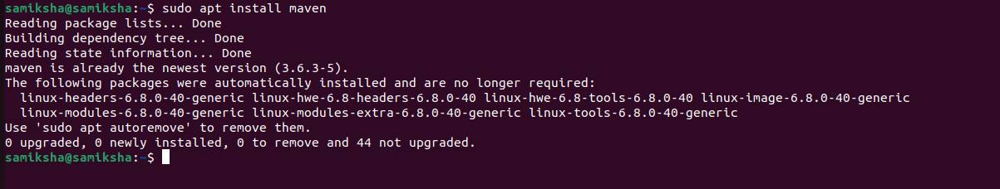 samiksha@samiksha:~$ sudo apt install maven
Reading package lists... Done
Building dependency tree... Done
Reading state information... Done
maven is already the newest version (3.6.3-5).
The following packages were automatically installed and are no longer required:
  linux-headers-6.8.0-40-generic linux-hwe-6.8-headers-6.8.0-40 linux-hwe-6.8-tools-6.8.0-40 linux-image-6.8.0-40-generic
  linux-modules-6.8.0-40-generic linux-modules-extra-6.8.0-40-generic linux-tools-6.8.0-40-generic
Use 'sudo apt autoremove' to remove them.
0 upgraded, 0 newly installed, 0 to remove and 44 not upgraded.
samiksha@samiksha:~$